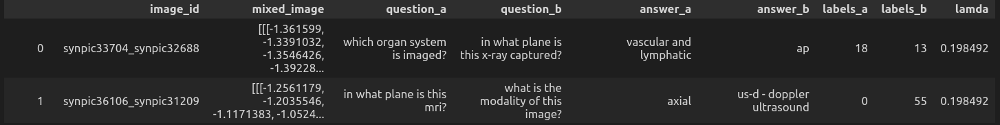 image_id mixed_image question_a question_b answer_a answer_b labels_a labels_b lamda
0 synpic33704_synpic32688 [[[-1.361599, -1.3391032, -1.3546426, -1.39228... which organ system is imaged? in what plane is this x-ray captured? vascular and lymphatic ap 18 13 0.198492
1 synpic36106_synpic31209 [[[-1.2561179, -1.2035546, -1.1171383, -1.0524... in what plane is this mri? what is the modality of this image? axial us-d - doppler ultrasound 0 55 0.198492